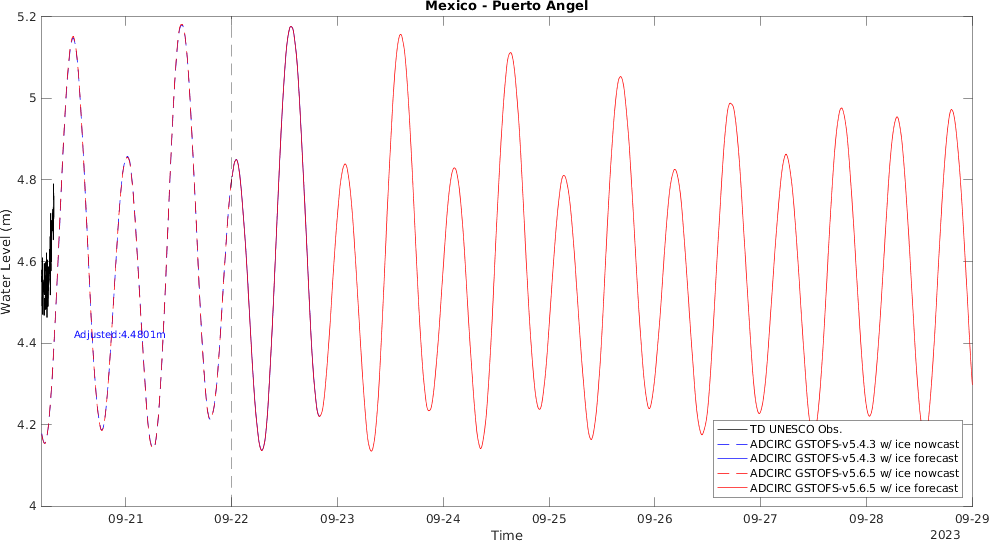 Mexico - Puerto Angel
5.2
5
4.8
4.6
4.4
4.2
4
Water Level (m)
Adjusted:4.4801m
TD UNESCO Obs.
ADCIRC GSTOFS-v5.4.3 w/ ice nowcast
ADCIRC GSTOFS-v5.4.3 w/ ice forecast
ADCIRC GSTOFS-v5.6.5 w/ ice nowcast
ADCIRC GSTOFS-v5.6.5 w/ ice forecast
09-21 09-22 09-23 09-24 09-25 09-26 09-27 09-28 09-29
Time
2023